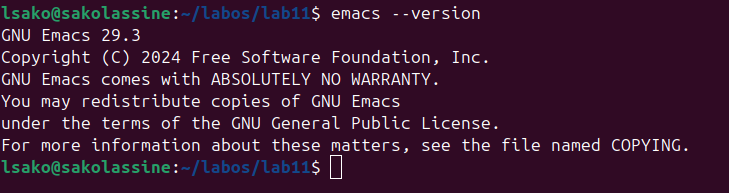 lsako@sakolassine:~/labos/lab11$ emacs --version
GNU Emacs 29.3
Copyright (C) 2024 Free Software Foundation, Inc.
GNU Emacs comes with ABSOLUTELY NO WARRANTY.
You may redistribute copies of GNU Emacs
under the terms of the GNU General Public License.
For more information about these matters, see the file named COPYING.
lsako@sakolassine:~/labos/lab11$